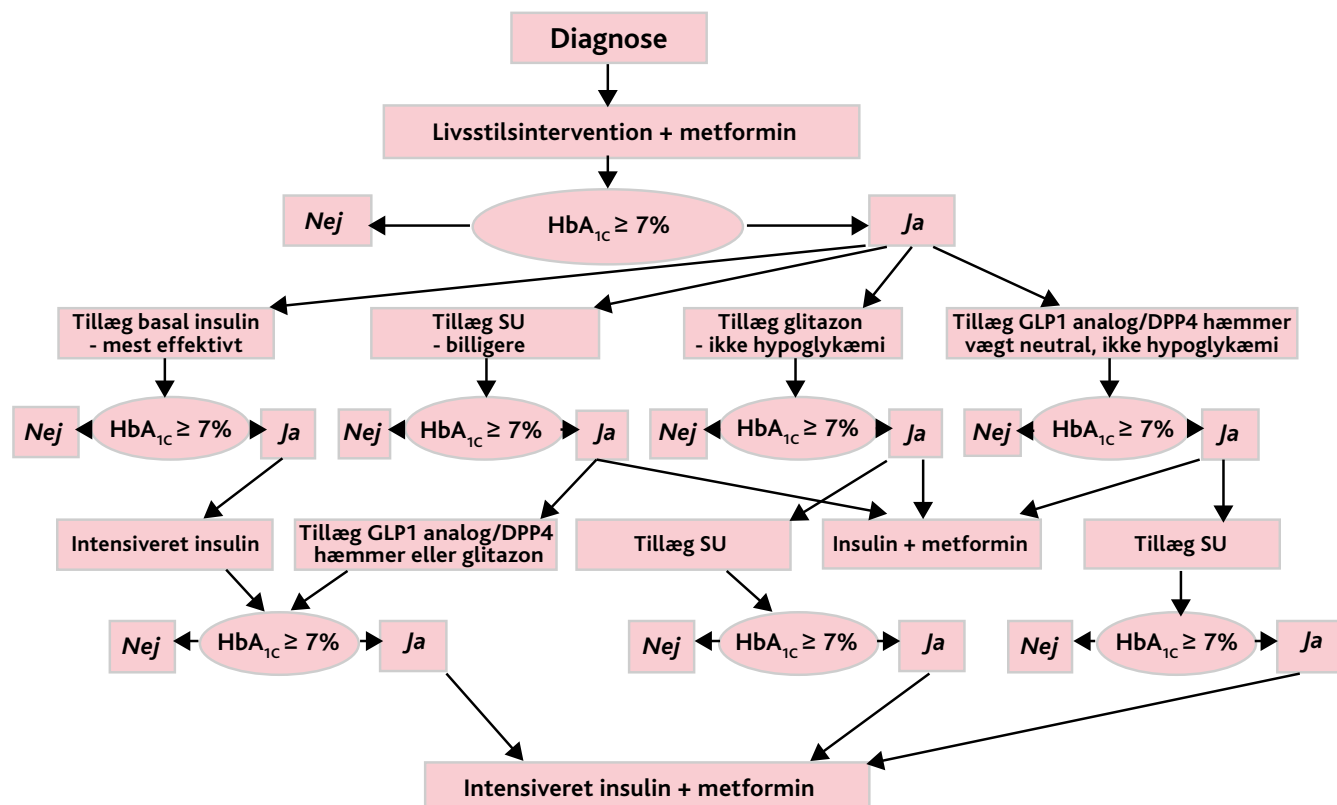 Diagnose
Livsstilsintervention + metformin
Nej
HbA1C ≥ 7%
Ja
Tillæg basal insulin
- mest effektivt
Tillæg SU
- billigere
Tillæg glitazon
- ikke hypoglykæmi
Tillæg GLP1 analog/DPP4 hæmmer
vægt neutral, ikke hypoglykæmi
Nej
HbA1C ≥ 7%
Ja
Nej
HbA1C ≥ 7%
Ja
Nej
HbA1C ≥ 7%
Ja
Nej
HbA1C ≥ 7%
Ja
Intensiveret insulin
Tillæg GLP1 analog/DPP4
hæmmer eller glitazon
Tillæg SU
Insulin + metformin
Tillæg SU
Nej
HbA1C ≥ 7%
Ja
Nej
HbA1C ≥ 7%
Ja
Nej
HbA1C ≥ 7%
Ja
Intensiveret insulin + metformin